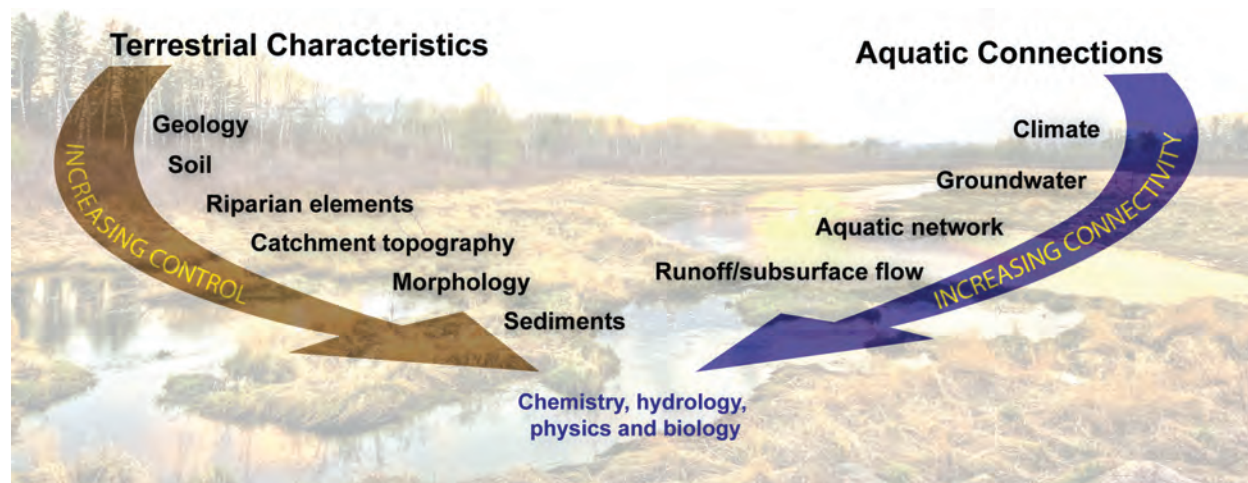 Terrestrial Characteristics
Geology
Soil
Riparian elements
Catchment topography
Morphology
Sediments
INCREASING CONTROL
Aquatic Connections
Climate
Groundwater
Aquatic network
Runoff/subsurface flow
INCREASING CONNECTIVITY
Chemistry, hydrology,
physics and biology